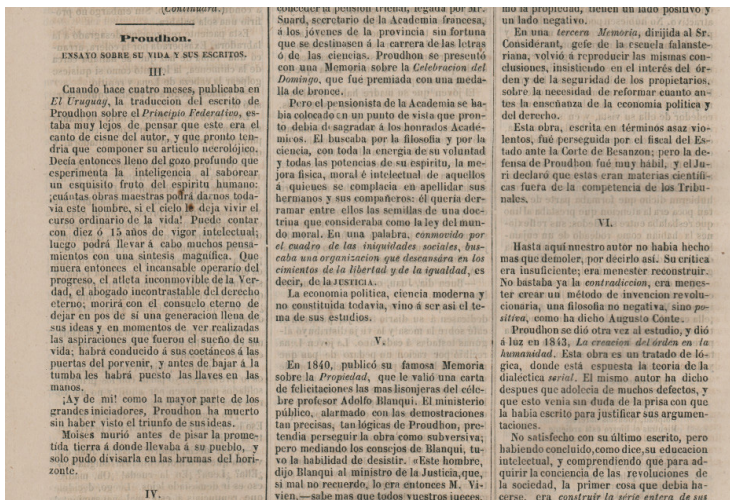 (Continuara.)
Proudhon.
ENSAYO SOBRE SU VIDA Y SUS ESCRITOS.
III.
Cuando hace cuatro meses, publicaba en
El Uruguay, la traduccion del escrito de
Proudhon sobre el Principio Federativo, es-
taba muy lejos de pensar que este era el
canto de cisne del autor, y que pronto ten-
dria que componer su articulo necrolójico.
Decia entonces lleno del gozo profundo que
esperimenta la inteligencia al saborear
un esquisito fruto del espiritu humano:
¡cuántas obras maestras podrá darnos toda-
via este hombre, si el cielo le deja vivir el
curso ordinario de la vida! Puede contar
con diez ó 15 años de vigor intelectual;
luego podrá llevar á cabo muchos pensa-
mientos con una sintesis magnífica. Que
muera entonces el incansable operario del
progreso, el atleta inconmovible de la Ver-
dad, el abogado incontrastable del derecho
eterno; morirá con el consuelo eterno de
dejar en pos de sí una generacion llena de
sus ideas y en momentos de ver realizadas
las aspiraciones que fueron el sueño de su
vida; habrá conducido á sus coetáneos á las
puertas del porvenir, y antes de bajar á la
tumba les habrá puesto las llaves en las
manos.
¡Ay de mi! como la mayor parte de los
grandes iniciadores, Proudhon ha muerto
sin haber visto el triunfo de sus ideas.
Moises murió antes de pisar la prome-
tida tierra á donde llevaba á su pueblo, y
solo pudo divisarla en las brumas del hori-
zonte.
IV.
conceder la pension trienal, legada por Mr.
Suard, secretario de la Academia francesa,
á los jóvenes de la provincia sin fortuna
que se destinasen á la carrera de las letras
ó de las ciencias. Proudhon se presentó
con una Memoria sobre la Celebracion del
Domingo, que fue premiada con una meda-
lla de bronce.
Pero el pensionista de la Academia se ha-
bia colocado en un punto de vista que pron-
to debia disagradar á los honrados Acadé-
micos. El buscaba por la filosofia y por la
ciencia, con toda la energia de su voluntad
y todas las potencias de su espiritu, la me-
jora fisica, moral é intelectual de aquellos
á quienes se complacia en apellidar sus
hermanos y sus compañeros: él queria der-
ramar entre ellos las semillas de una doc-
trina que consideraba como la ley del mun-
do moral. En una palabra, conmovido por
el cuadro de las iniquidades sociales, bus-
caba una organizacion que descansára en los
cimientos de la libertad y de la igualdad, es
decir, de la JUSTICIA.
La economia politica, ciencia moderna y
no constituida todavia, vino á ser asi el te-
ma de sus estudios.
V.
En 1840, publicó su famosa Memoria
sobre la Propiedad, que le valió una carta
de felicitaciones las mas lisonjeras del céle-
bre profesor Adolfo Blanqui. El ministerio
público, alarmado con las demostraciones
tan precisas, tan lógicas de Proudhon, pre-
tendia perseguir la obra como subversiva;
pero mediando los consejos de Blanqui, tu-
vo la habilidad de desistir. «Este hombre,
dijo Blanqui al ministro de la Justicia, que,
si mal no recuerdo, lo era entonces M. Vi-
vien,—sabe mas que todos vuestros jueces.
mo la propiedad, tienen un lado positivo y
un lado negativo.
En una tercera Memoria, dirijida al Sr.
Considérant, gefe de la escuela falanste-
riana, volvió á reproducir las mismas con-
clusiones, insistiendo en el interés del ór-
den y de la seguridad de los propietarios,
sobre la necesidad de reformar cuanto an-
tes la enseñanza de la economia politica y
del derecho.
Esta obra, escrita en términos asaz vio-
lentos, fué perseguida por el fiscal del Es-
tado ante la Corte de Besanzon; pero la de-
fensa de Proudhon fué muy hábil, y el Ju-
ri declaró que estas eran materias cientifi-
cas fuera de la competencia de los Tribu-
nales.
VI.
Hasta aquí nuestro autor no habia hecho
mas que demoler, por decirlo asi. Su crítica
era insuficiente; era menester reconstruir.
No bástaba ya la contradiccion, era menes-
ter crear un método de invencion revolu-
cionaria, una filosofia no negativa, sino po-
sitiva, como ha dicho Augusto Conte.
Proudhon se dió otra vez al estudio, y dió
á luz en 1843, La creacion del órden en la
humanidad. Esta obra es un tratado de ló-
gica, donde está espuesta la teoria de la
dialéctica serial. El mismo autor ha dicho
despues que adolecia de muchos defectos, y
que esto venia sin duda de la prisa con que
la habia escrito para justificar sus argumen-
taciones.
No satisfecho con su último escrito, pero
habiendo concluido, como dice, su educacion
intelectual, y comprendiendo que para ad-
quirir la conciencia de las revoluciones de
la sociedad, la primer cosa que debia ha-
cerse, era construir la série entera de sus